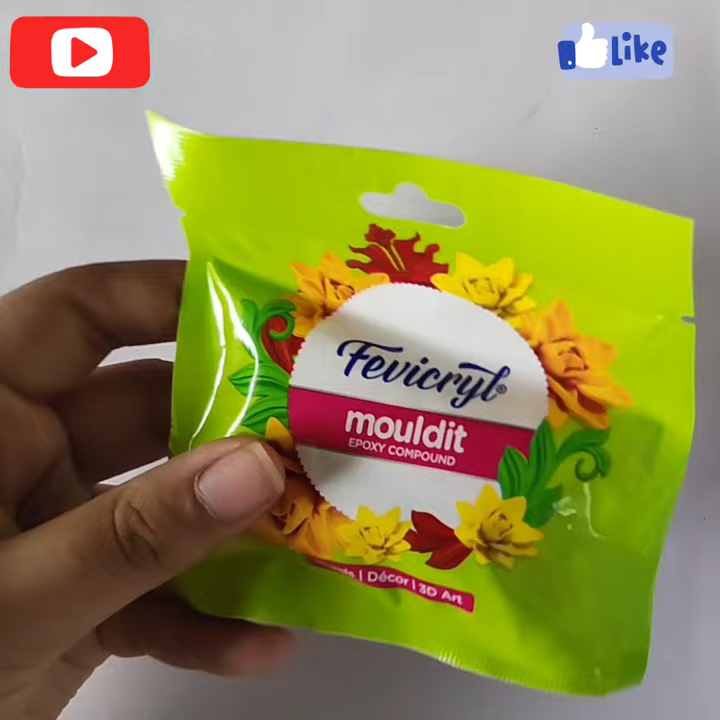 Like
Fevicryl®
mouldit
EPOXY COMPOUND
| Décor | 3D Art